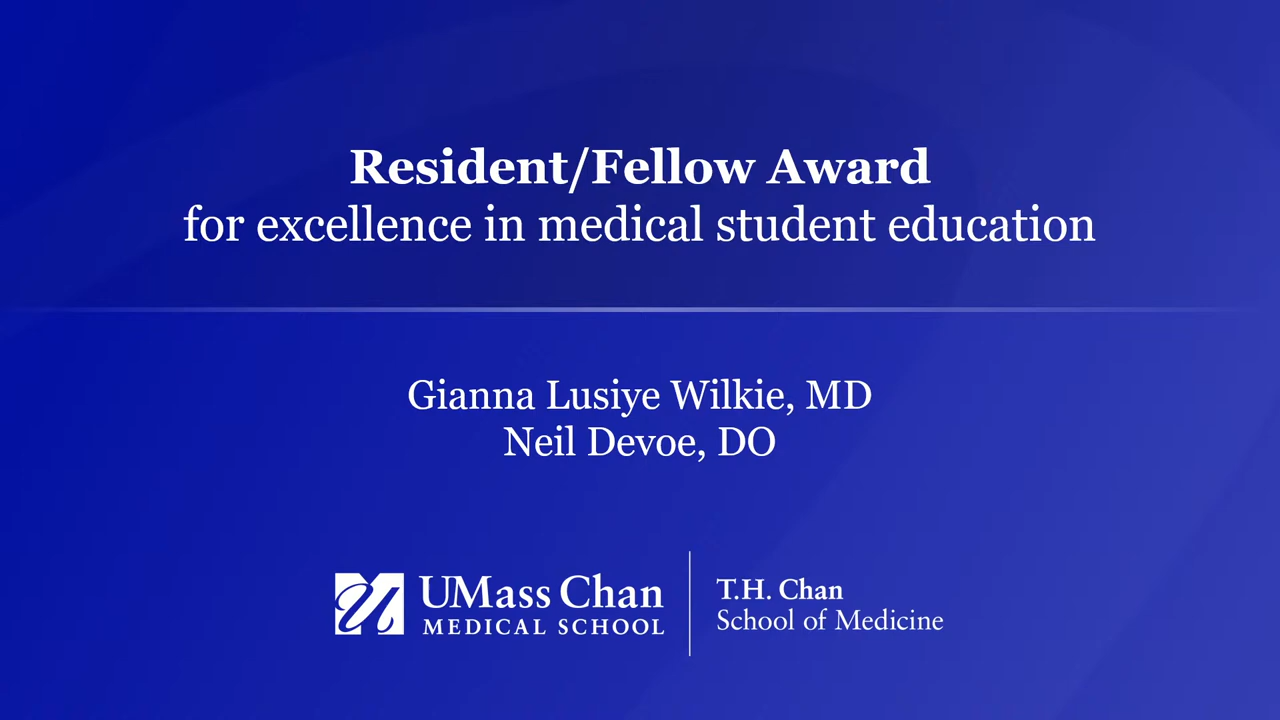 Resident/Fellow Award
for excellence in medical student education
Gianna Lusiye Wilkie, MD
Neil Devoe, DO
UMass Chan
MEDICAL SCHOOL
T.H. Chan
School of Medicine